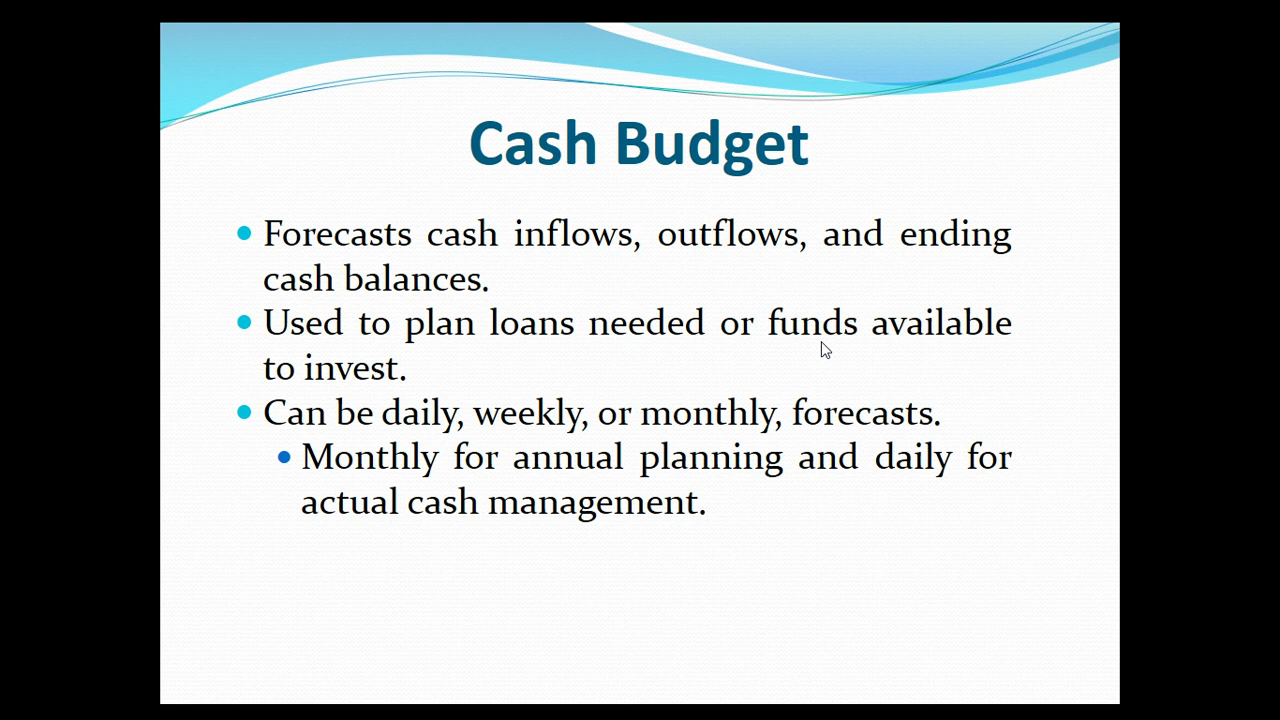 Cash Budget
Forecasts cash inflows, outflows, and ending
cash balances.
Used to plan loans needed or funds available
to invest.
Can be daily, weekly, or monthly, forecasts.
Monthly for annual planning and daily for
actual cash management.